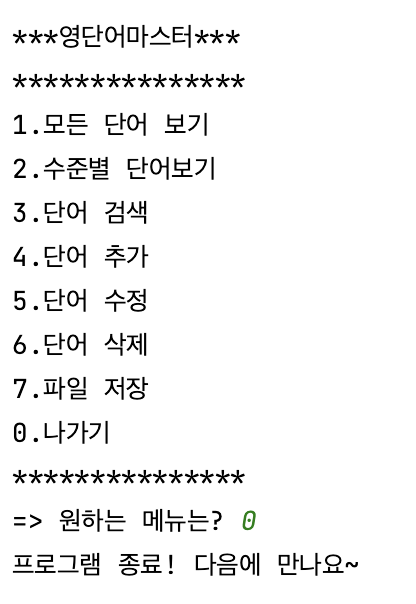 ***영단어마스터***
***************
1.모든 단어 보기
2.수준별 단어보기
3.단어 검색
4.단어 추가
5.단어 수정
6.단어 삭제
7.파일 저장
0.나가기
***************
=> 원하는 메뉴는? 0
프로그램 종료! 다음에 만나요~